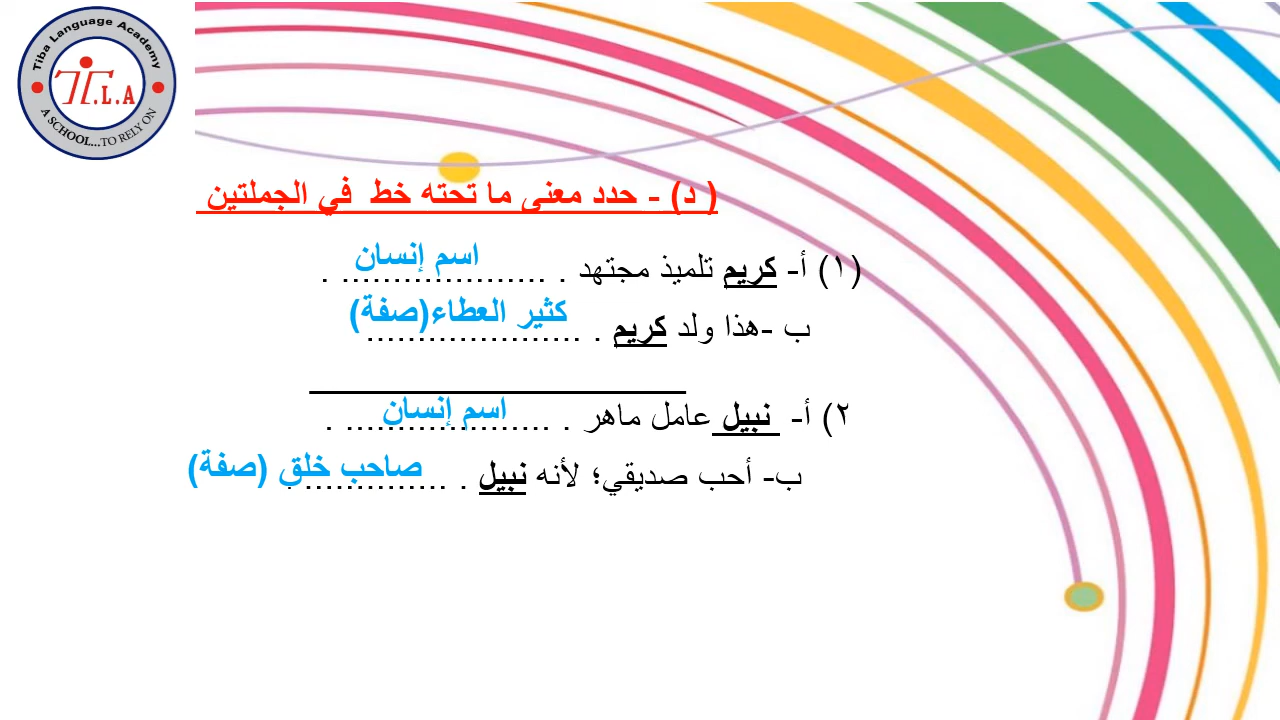 Tiba Language Academy
T.L.A
A SCHOOL...TO RELY ON
( د) - حدد معنى ما تحته خط في الجملتين
(١) أ- كريم تلميذ مجتهد . .................... .
اسم إنسان
ب -هذا ولد كريم . .....................
كثير العطاء(صفة)
٢) أ- نبيل عامل ماهر . .................... .
اسم إنسان
ب- أحب صديقي؛ لأنه نبيل . .............. .
صاحب خلق (صفة)